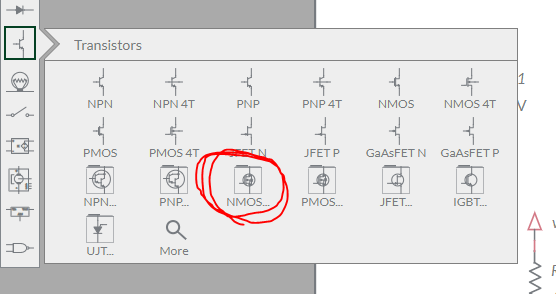 Transistors
NPN NPN 4T PNP PNP 4T NMOS NMOS 4T
PMOS PMOS 4T JFET N JFET P GaAsFET N GaAsFET P
NPN... PNP... NMOS... PMOS... JFET... IGBT...
UJT... More
1
V